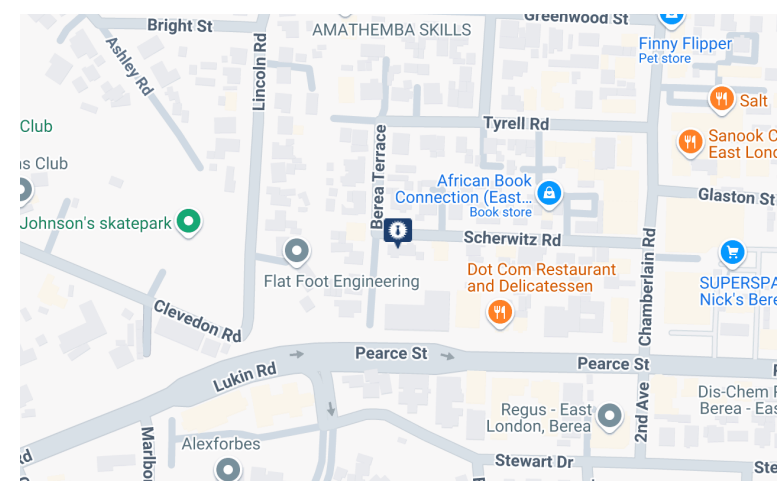 Greenwood St
Bright St
AMATHEMBA SKILLS
Ashley Rd
Lincoln Rd
Finny Flipper
Pet store
Salt
Club
Tyrell Rd
Sanook C
East Lond
s Club
Berea Terrace
African Book
Connection (East...
Book store
Glaston St
Johnson's skatepark
Scherwitz Rd
Chamberlain Rd
Flat Foot Engineering
Dot Com Restaurant
and Delicatessen
SUPERSPA
Nick's Bere
Clevedon Rd
Pearce St
Pearce St
Lukin Rd
2nd Ave
Dis-Chem
Berea - Eas
Regus - East
London, Berea
Marlbo
Alexforbes
Rd
Stewart Dr
Ste